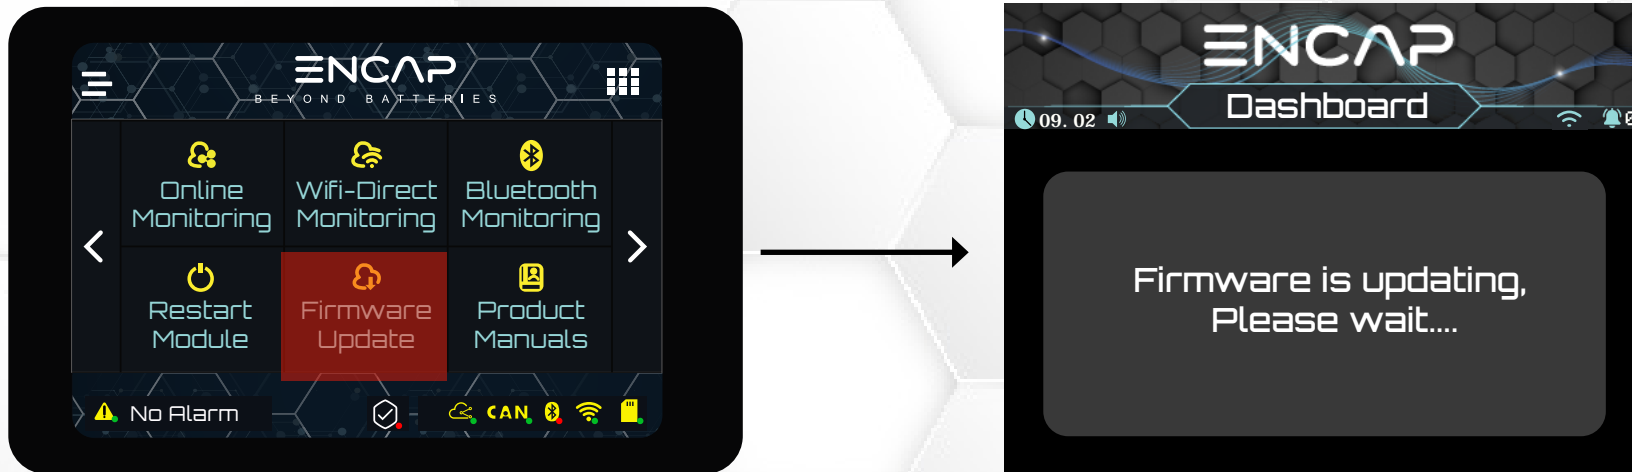 ENCAP
BEYOND BATTERIES
Online
Monitoring
Wifi-Direct
Monitoring
Bluetooth
Monitoring
Restart
Module
Firmware
Update
Product
Manuals
No Alarm
CAN
ENCAP
Dashboard
09. 02
Firmware is updating,
Please wait....